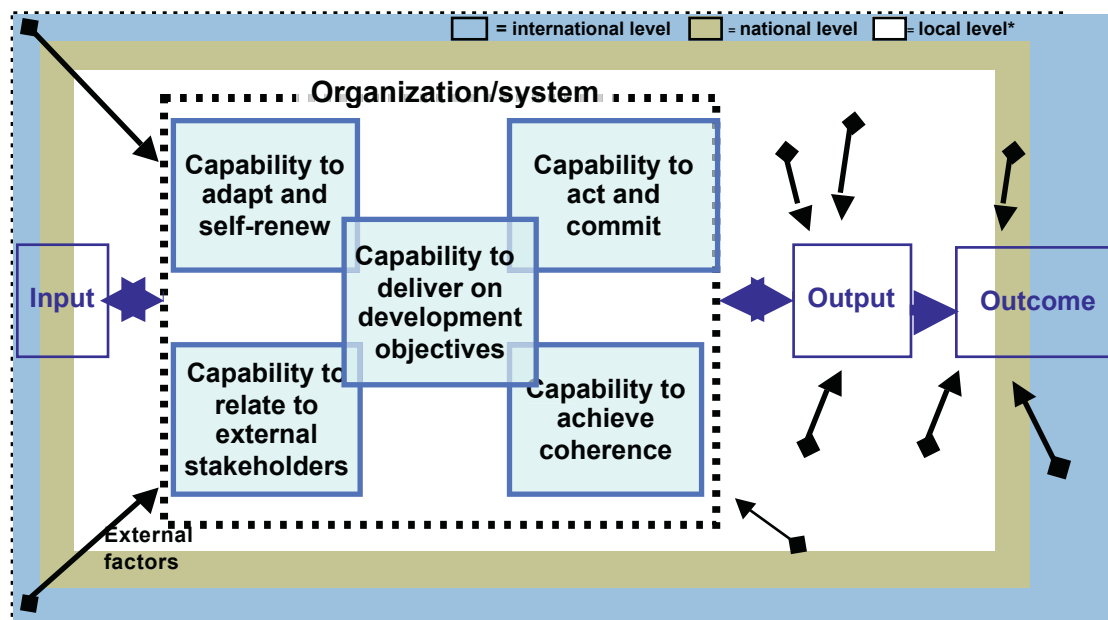 = international level
= national level
= local level*
Organization/system
Capability to
adapt and
self-renew
Capability to
act and
commit
Capability to
deliver on
development
objectives
Input
Output
Outcome
Capability to
relate to
external
stakeholders
Capability to
achieve
coherence
External
factors